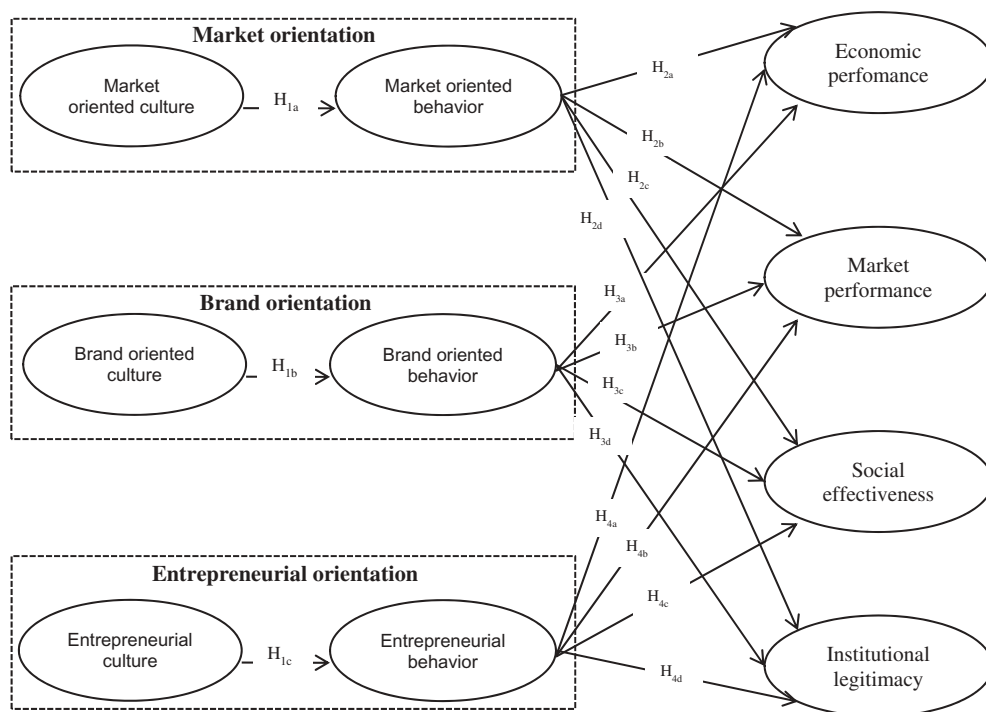 Market orientation
Market
oriented culture
H1a
Market oriented
behavior
Brand orientation
Brand oriented
culture
H1b
Brand oriented
behavior
Entrepreneurial orientation
Entrepreneurial
culture
H1c
Entrepreneurial
behavior
H2a
H2b
H2c
H2d
H3a
H3b
H3c
H3d
H4a
H4b
H4c
H4d
Economic
perfomance
Market
performance
Social
effectiveness
Institutional
legitimacy